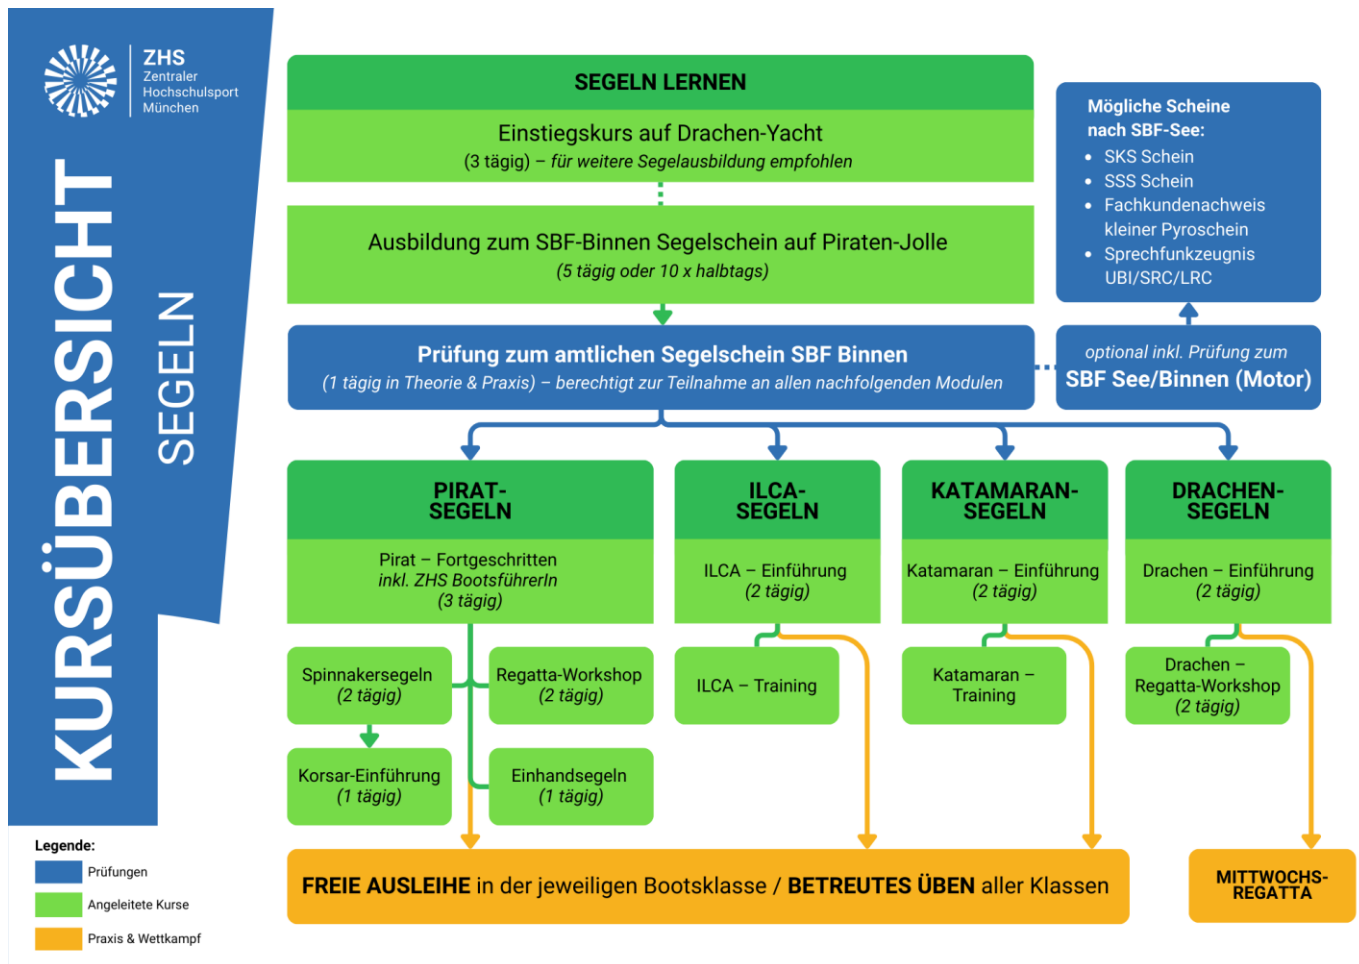 ZHS
Zentraler
Hochschulsport
München
KURSÜBERSICHT
SEGELN
SEGELN LERNEN
Einstiegskurs auf Drachen-Yacht
(3 tägig) – für weitere Segelausbildung empfohlen
Ausbildung zum SBF-Binnen Segelschein auf Piraten-Jolle
(5 tägig oder 10 x halbtags)
Prüfung zum amtlichen Segelschein SBF Binnen
(1 tägig in Theorie & Praxis) – berechtigt zur Teilnahme an allen nachfolgenden Modulen
Mögliche Scheine
nach SBF-See:
• SKS Schein
• SSS Schein
• Fachkundenachweis
kleiner Pyroschein
• Sprechfunkzeugnis
UBI/SRC/LRC
optional inkl. Prüfung zum
SBF See/Binnen (Motor)
PIRAT-
SEGELN
Pirat – Fortgeschritten
inkl. ZHS BootsführerIn
(3 tägig)
Spinnakersegeln
(2 tägig)
Regatta-Workshop
(2 tägig)
Korsar-Einführung
(1 tägig)
Einhandsegeln
(1 tägig)
ILCA-
SEGELN
ILCA – Einführung
(2 tägig)
ILCA – Training
KATAMARAN-
SEGELN
Katamaran – Einführung
(2 tägig)
Katamaran –
Training
DRACHEN-
SEGELN
Drachen – Einführung
(2 tägig)
Drachen –
Regatta-Workshop
(2 tägig)
FREIE AUSLEIHE in der jeweiligen Bootsklasse / BETREUTES ÜBEN aller Klassen
MITTWOCHS-
REGATTA
Legende:
Prüfungen
Angeleitete Kurse
Praxis & Wettkampf